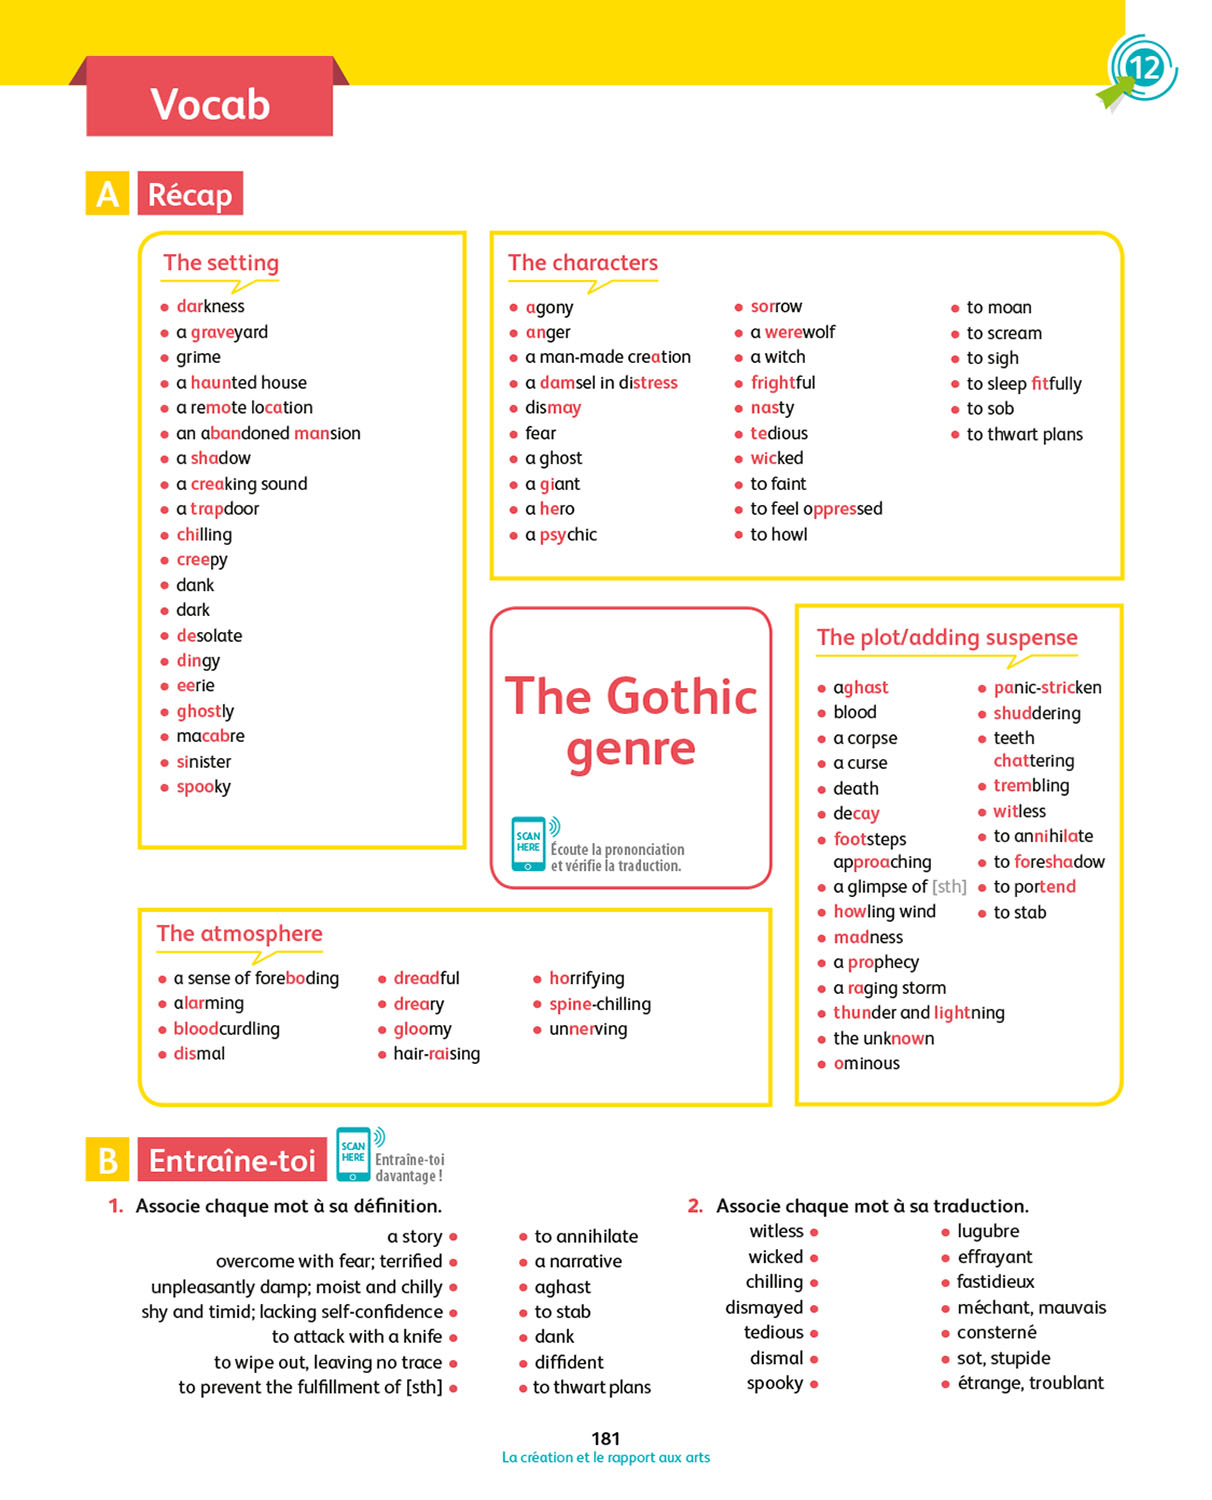 12
Vocab
A Récap
The setting
• darkness
• a graveyard
• grime
• a haunted house
• a remote location
• an abandoned mansion
• a shadow
• a creaking sound
• a trapdoor
• chilling
• creepy
• dank
• dark
• desolate
• dingy
• eerie
• ghostly
• macabre
• sinister
• spooky
The characters
• agony
• anger
• a man-made creation
• a damsel in distress
• dismay
• fear
• a ghost
• a giant
• a hero
• a psychic
• sorrow
• a werewolf
• a witch
• frightful
• nasty
• tedious
• wicked
• to faint
• to feel oppressed
• to howl
• to moan
• to scream
• to sigh
• to sleep fitfully
• to sob
• to thwart plans
The Gothic
genre
SCAN
HERE
Écoute la prononciation
et vérifie la traduction.
The plot/adding suspense
• aghast
• blood
• a corpse
• a curse
• death
• decay
• footsteps
approaching
• a glimpse of [sth]
• howling wind
• madness
• a prophecy
• a raging storm
• thunder and lightning
• the unknown
• ominous
• panic-stricken
• shuddering
• teeth
chattering
• trembling
• witless
• to annihilate
• to foreshadow
• to portend
• to stab
The atmosphere
• a sense of foreboding
• alarming
• bloodcurdling
• dismal
• dreadful
• dreary
• gloomy
• hair-raising
• horrifying
• spine-chilling
• unnerving
B Entraîne-toi
SCAN
HERE
Entraîne-toi
davantage !
1. Associe chaque mot à sa définition.
a story •
overcome with fear; terrified •
unpleasantly damp; moist and chilly •
shy and timid; lacking self-confidence •
to attack with a knife •
to wipe out, leaving no trace •
to prevent the fulfillment of [sth] •
• to annihilate
• a narrative
• aghast
• to stab
• dank
• diffident
• to thwart plans
2. Associe chaque mot à sa traduction.
witless •
wicked •
chilling •
dismayed •
tedious •
dismal •
spooky •
• lugubre
• effrayant
• fastidieux
• méchant, mauvais
• consterné
• sot, stupide
• étrange, troublant
181
La création et le rapport aux arts